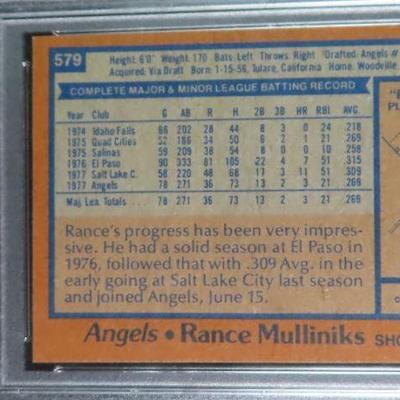 579
Height: 6'0" Weight: 170 Bats: Left Throws: Right *Drafted: Angels #
Acquired: Via Draft Born: 1-15-56, Tulare, California Home: Woodville
COMPLETE MAJOR & MINOR LEAGUE BATTING RECORD
Year Club G AB R H 2B 3B HR RBI AVG.
1974 Idaho Falls 66 202 28 44 8 3 0 24 .218
1975 Quad Cities 52 186 34 50 6 2 1 21 .269
1975 Salinas 59 209 38 54 5 0 10 .258
1976 El Paso 90 333 81 105 22 4 7 51 .315
1977 Salt Lake C. 58 220 48 68 17 3 11 51 .309
1977 Angels 78 271 36 73 13 2 3 21 .269
Maj. Lea. Totals 78 271 36 73 13 2 3 21 .269
Rance's progress has been very impres-
sive. He had a solid season at El Paso in
1976, followed that with .309 Avg. in the
early going at Salt Lake City last season
and joined Angels, June 15.
Angels • Rance Mulliniks